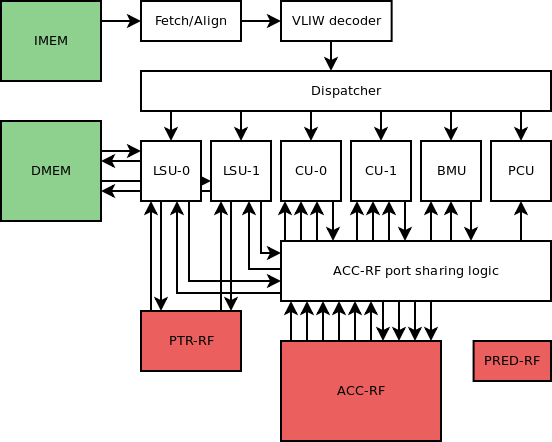 IMEM
Fetch/Align
VLIW decoder
Dispatcher
DMEM
LSU-0
LSU-1
CU-0
CU-1
BMU
PCU
ACC-RF port sharing logic
PTR-RF
ACC-RF
PRED-RF